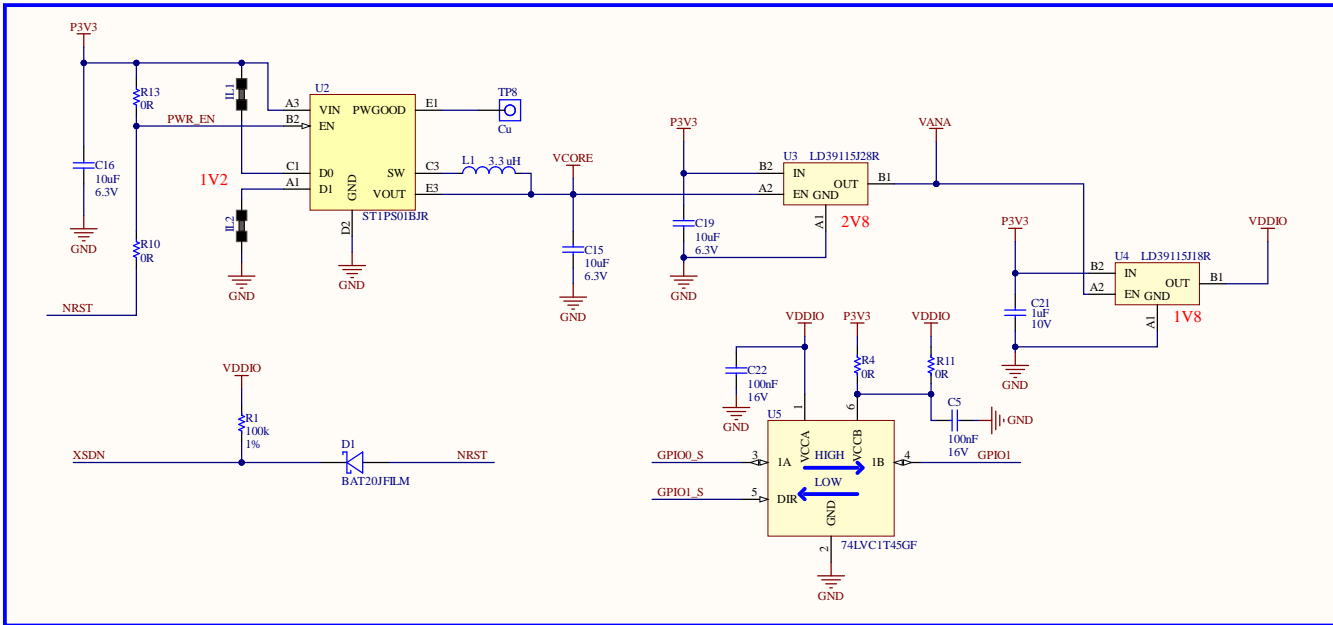 P3V3
R13
0R
IL1
U2
A3
VIN
PWGOOD
E1
TP8
Cu
PWR_EN
B2
EN
C16
10uF
6.3V
GND
1V2
C1
D0
A1
D1
GND
SW
C3
VOUT
E3
D2
ST1PS01BJR
GND
L1
3.3 uH
VCORE
C15
10uF
6.3V
GND
IL2
GND
R10
0R
NRST
P3V3
U3
LD39115J28R
B2
IN
A2
EN
GND
OUT
B1
A1
2V8
C19
10uF
6.3V
GND
VANA
P3V3
U4
LD39115J18R
B2
IN
A2
EN
GND
OUT
B1
A1
1V8
VDDIO
C21
1uF
10V
GND
VDDIO
R1
100k
1%
XSDN
D1
BAT20JFILM
NRST
VDDIO
P3V3
VDDIO
R4
0R
R11
0R
C22
100nF
16V
GND
C5
100nF
16V
GND
U5
1
6
VCCA
VCCB
HIGH
LOW
GPIO0_S
3
1A
1B
4
GPIO1
GPIO1_S
5
DIR
GND
2
74LVC1T45GF
GND